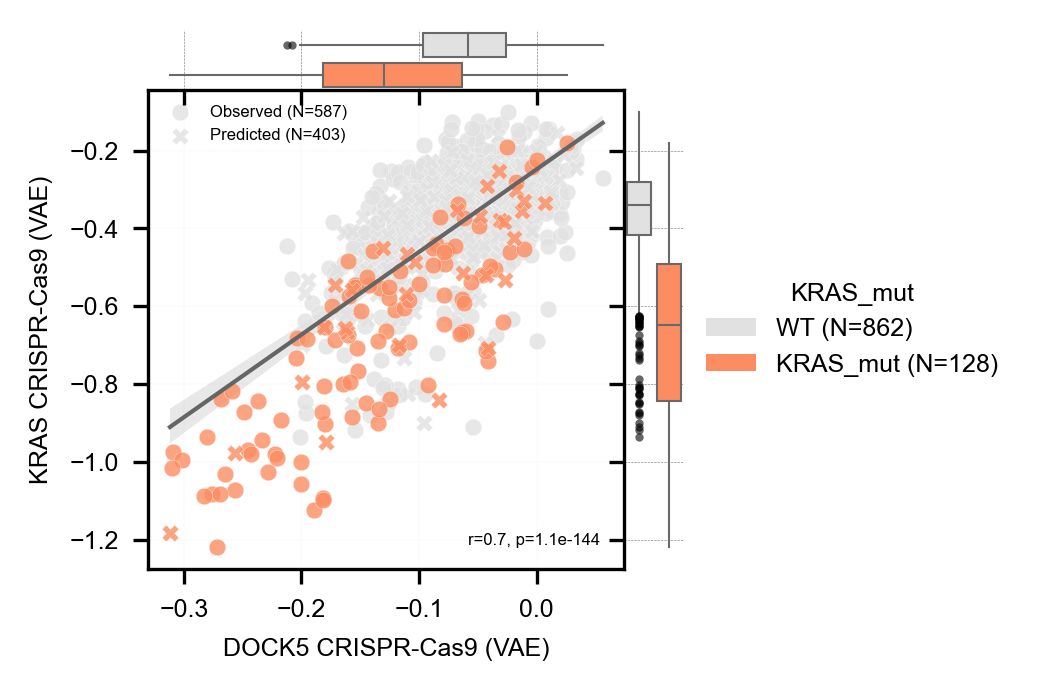 Observed (N=587)
Predicted (N=403)
−0.2
−0.4
−0.6
−0.8
−1.0
−1.2
KRAS CRISPR-Cas9 (VAE)
r=0.7, p=1.1e-144
−0.3
−0.2
−0.1
0.0
DOCK5 CRISPR-Cas9 (VAE)
KRAS_mut
WT (N=862)
KRAS_mut (N=128)